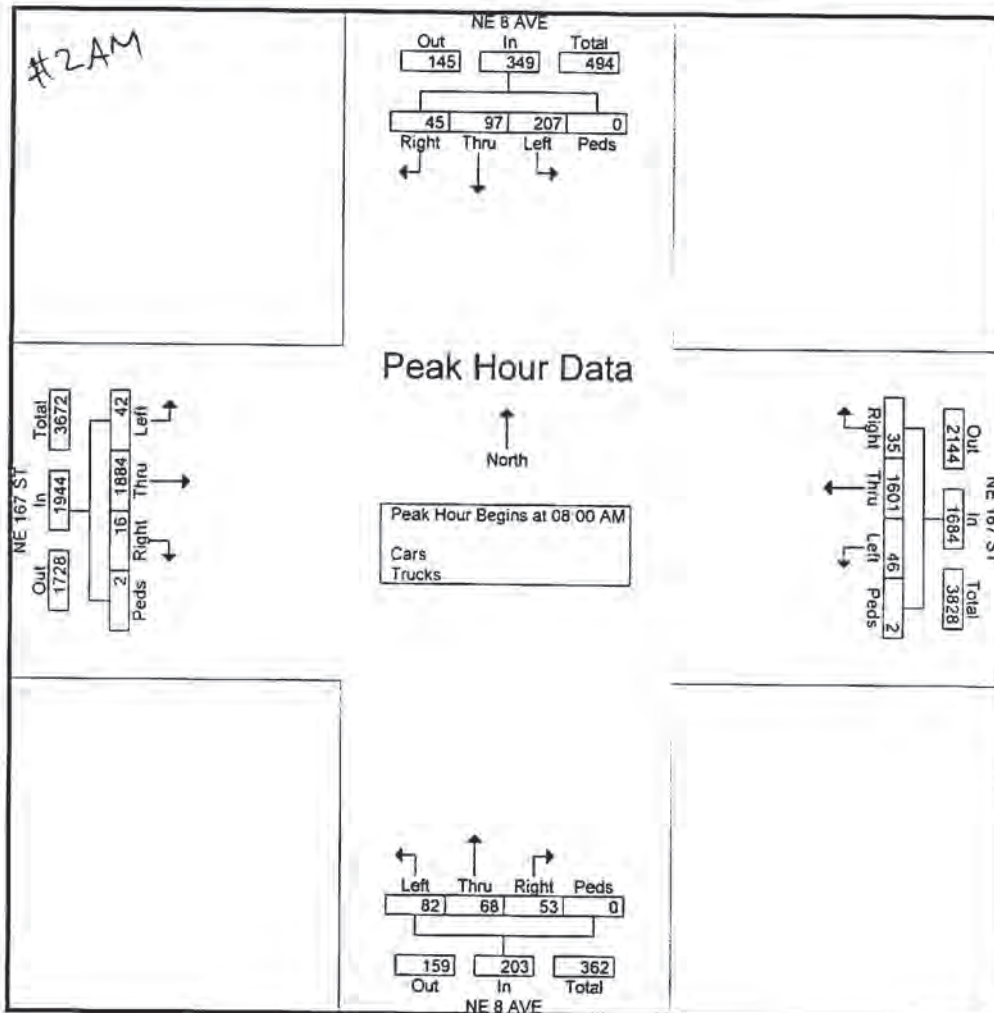 #2AM
NE 8 AVE
Out In Total
145 349 494
45 97 207 0
Right Thru Left Peds
Peak Hour Data
North
Peak Hour Begins at 08:00 AM
Cars
Trucks
NE 167 ST
Out In Total
1728 1944 3672
42 1884 16 2
Left Thru Right Peds
NE 167 ST
Out In Total
2144 1684 3828
35 1601 46 2
Right Thru Left Peds
Left Thru Right Peds
82 68 53 0
159 203 362
Out In Total
NE 8 AVE